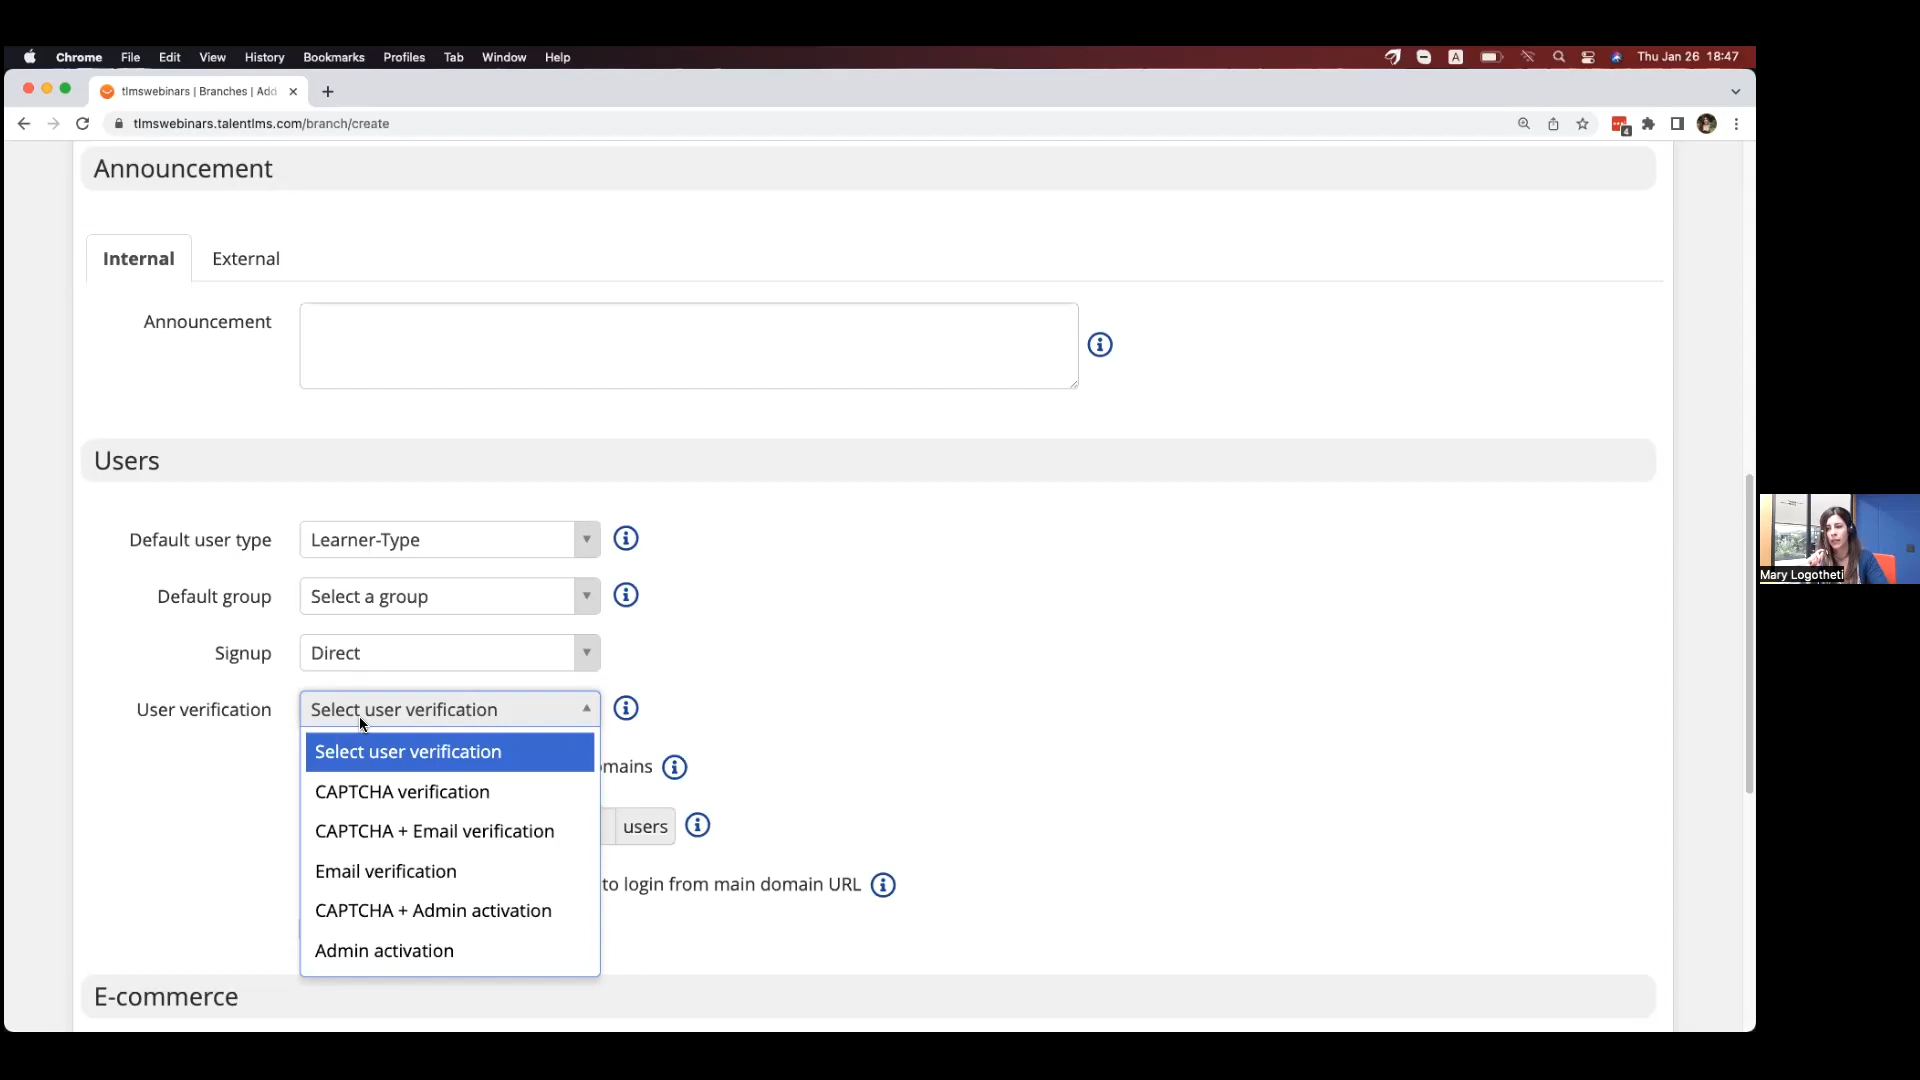 Chrome File Edit View History Bookmarks Profiles Tab Window Help A Thu Jan 26 18:47
tlmswebinars | Branches | Add
tlmswebinars.talentlms.com/branch/create
4
Announcement
Internal External
Announcement
Users
Default user type Learner-Type
Default group Select a group
Signup Direct
User verification Select user verification
Select user verification
omains
CAPTCHA verification
CAPTCHA + Email verification
users
Email verification
to login from main domain URL
CAPTCHA + Admin activation
Admin activation
E-commerce
Mary Logotheti